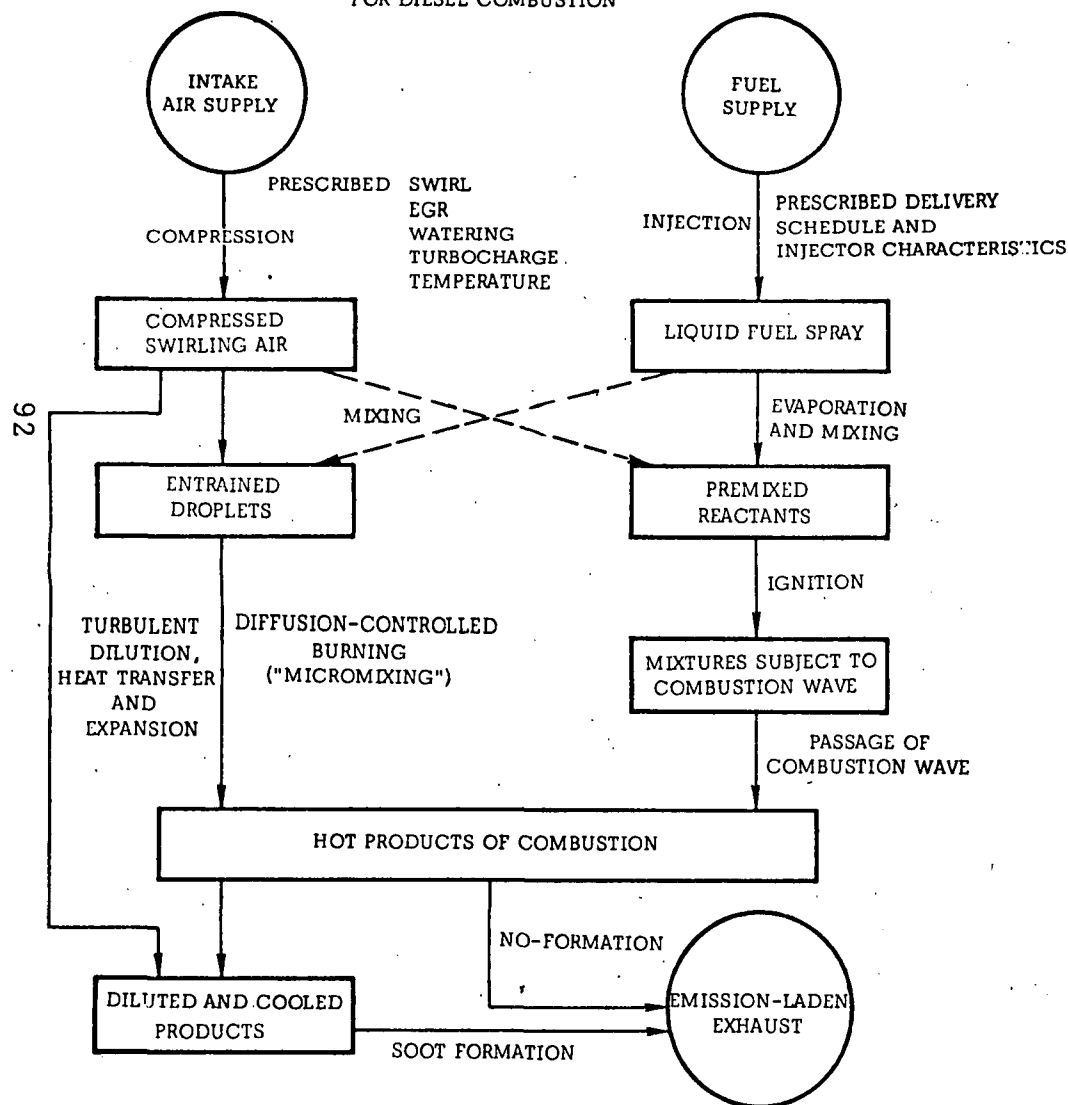 FOR DIESEL COMBUSTION
INTAKE
AIR SUPPLY
FUEL
SUPPLY
PRESCRIBED SWIRL
EGR
WATERING
TURBOCHARGE
TEMPERATURE
COMPRESSION
INJECTION
PRESCRIBED DELIVERY
SCHEDULE AND
INJECTOR CHARACTERISTICS
COMPRESSED
SWIRLING AIR
LIQUID FUEL SPRAY
MIXING
EVAPORATION
AND MIXING
92
ENTRAINED
DROPLETS
PREMIXED
REACTANTS
IGNITION
TURBULENT
DILUTION,
HEAT TRANSFER
AND
EXPANSION
DIFFUSION-CONTROLLED
BURNING
("MICROMIXING")
MIXTURES SUBJECT TO
COMBUSTION WAVE
PASSAGE OF
COMBUSTION WAVE
HOT PRODUCTS OF COMBUSTION
NO-FORMATION
DILUTED AND COOLED
PRODUCTS
SOOT FORMATION
EMISSION-LADEN
EXHAUST